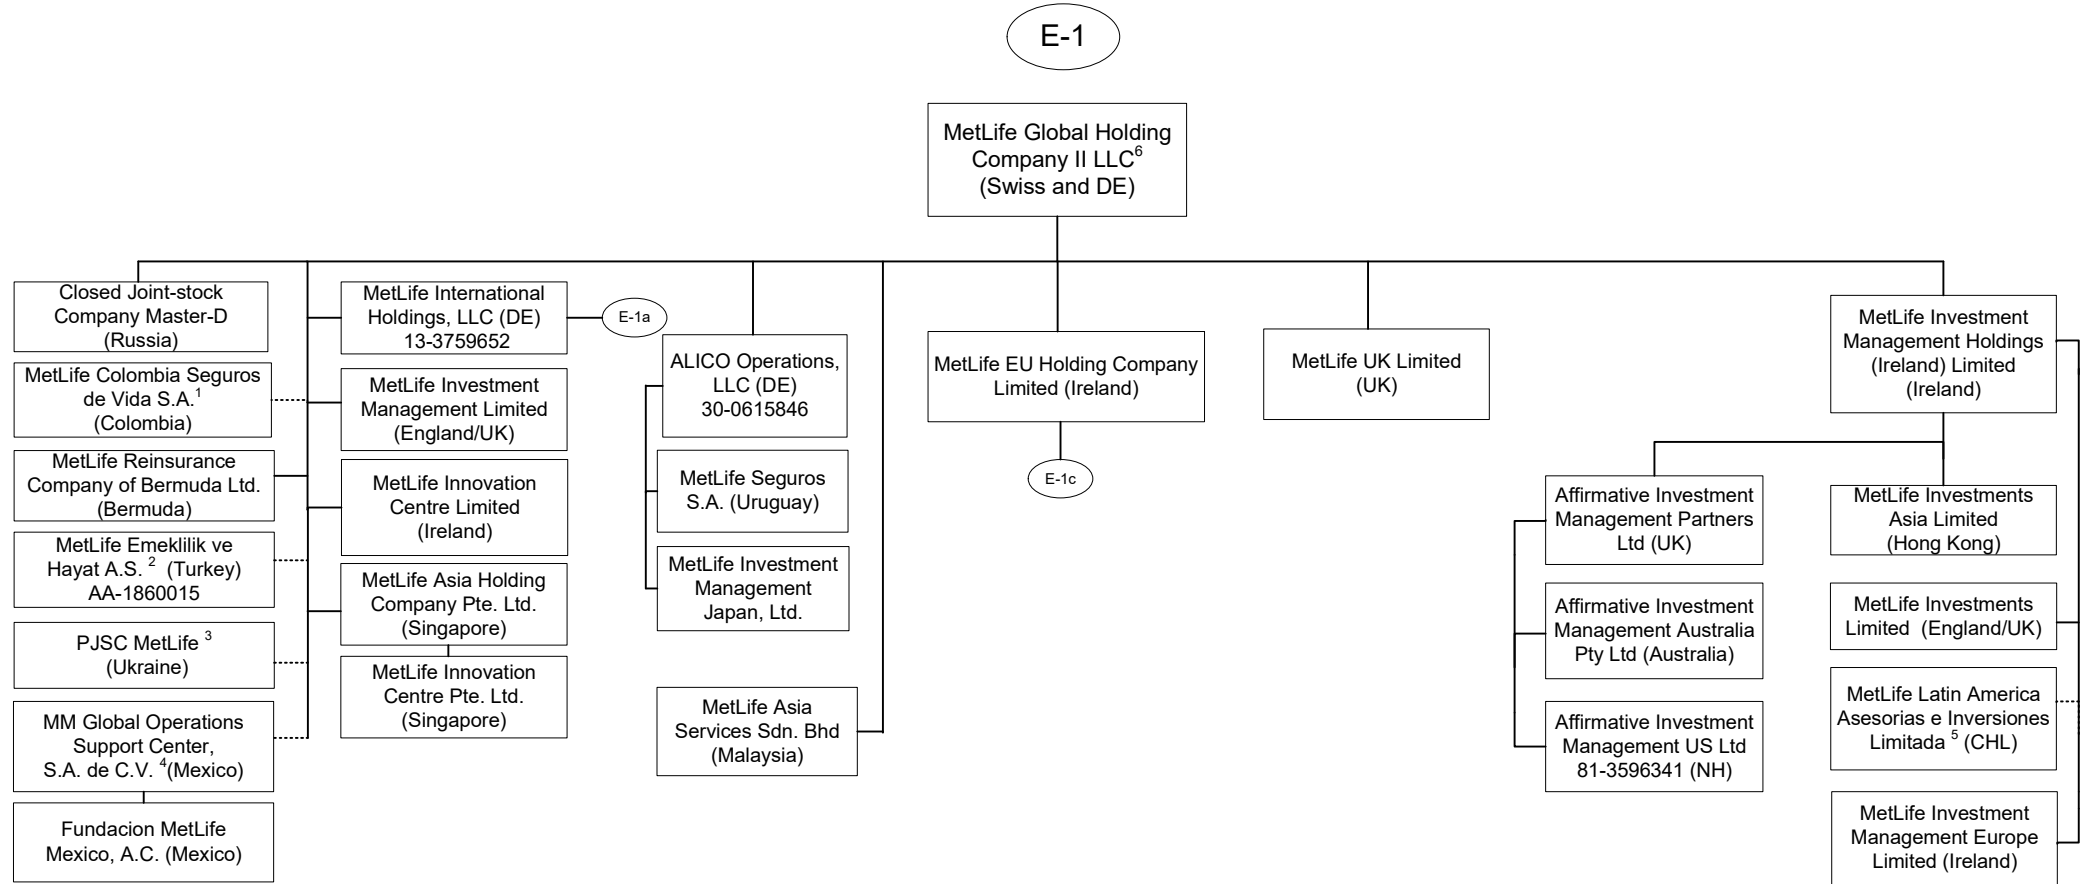 E-1
MetLife Global Holding
Company II LLC6
(Swiss and DE)
Closed Joint-stock
Company Master-D
(Russia)
MetLife Colombia Seguros
de Vida S.A.1
(Colombia)
MetLife Reinsurance
Company of Bermuda Ltd.
(Bermuda)
MetLife Emeklilik ve
Hayat A.S. 2 (Turkey)
AA-1860015
PJSC MetLife 3
(Ukraine)
MM Global Operations
Support Center,
S.A. de C.V. 4(Mexico)
Fundacion MetLife
Mexico, A.C. (Mexico)
MetLife International
Holdings, LLC (DE)
13-3759652
E-1a
MetLife Investment
Management Limited
(England/UK)
MetLife Innovation
Centre Limited
(Ireland)
MetLife Asia Holding
Company Pte. Ltd.
(Singapore)
MetLife Innovation
Centre Pte. Ltd.
(Singapore)
ALICO Operations,
LLC (DE)
30-0615846
MetLife Seguros
S.A. (Uruguay)
MetLife Investment
Management
Japan, Ltd.
MetLife Asia
Services Sdn. Bhd
(Malaysia)
MetLife EU Holding Company
Limited (Ireland)
E-1c
MetLife UK Limited
(UK)
MetLife Investment
Management Holdings
(Ireland) Limited
(Ireland)
Affirmative Investment
Management Partners
Ltd (UK)
Affirmative Investment
Management Australia
Pty Ltd (Australia)
Affirmative Investment
Management US Ltd
81-3596341 (NH)
MetLife Investments
Asia Limited
(Hong Kong)
MetLife Investments
Limited (England/UK)
MetLife Latin America
Asesorias e Inversiones
Limitada 5 (CHL)
MetLife Investment
Management Europe
Limited (Ireland)